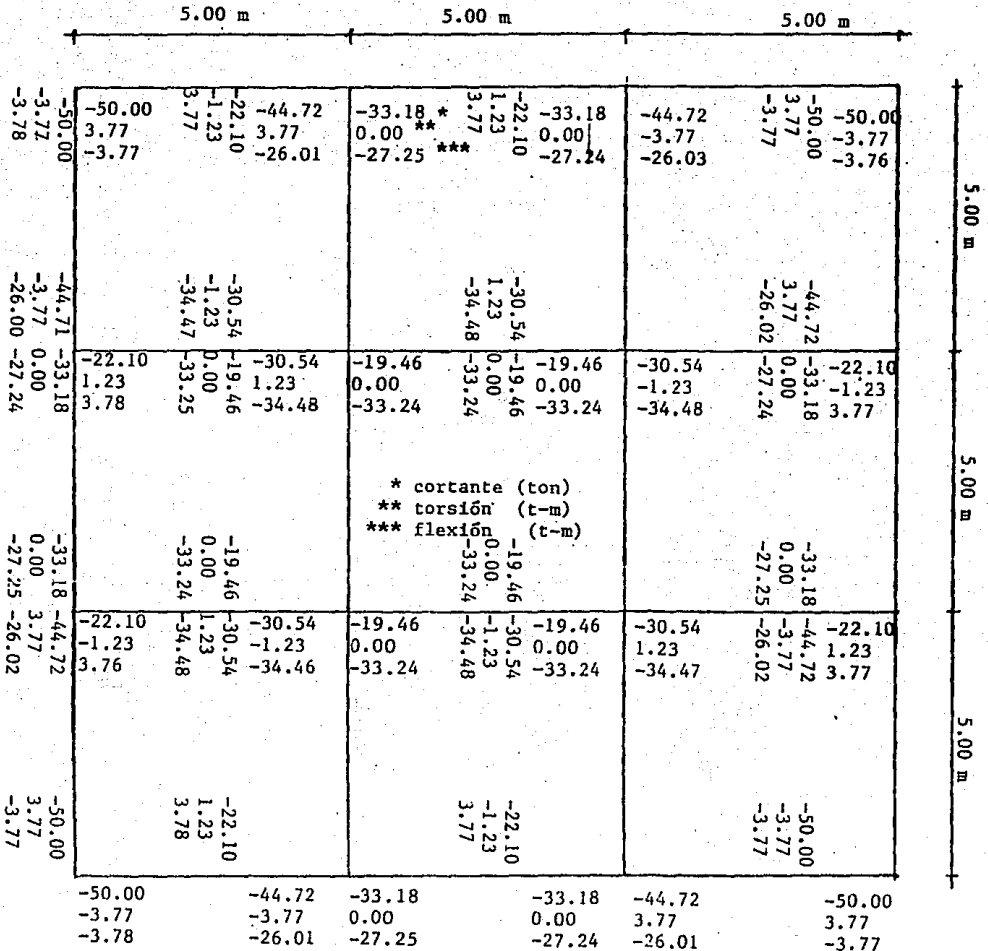 5.00 m 5.00 m 5.00 m
-50.00 3.77 -22.10 -44.72 -33.18 * 3.77 -22.10 -33.18 -44.72 -3.77 -50.00 -50.00
-50.00 -3.77 -3.78
3.77 -1.23 3.77 0.00 ** 1.23 0.00 -3.77 3.77 -3.77
-3.77 -26.01 -27.25 *** -27.24 -26.03 -3.76
5.00 m
-44.71 -3.77 -26.00
-30.54 -1.23 -34.47
-30.54 1.23 -34.48
-44.72 3.77 -26.02
-22.10 -30.54 -19.46 -19.46 -30.54 -22.10
1.23 1.23 0.00 0.00 -1.23 -1.23
3.78 -34.48 -33.24 -33.24 -34.48 3.77
-33.18 0.00 -27.24
-19.46 0.00 -33.25
-19.46 0.00 -33.24
-33.18 0.00 -27.24
5.00 m
* cortante (ton)
** torsión (t-m)
*** flexión (t-m)
-33.18 0.00 -27.25
-19.46 0.00 -33.24
-19.46 0.00 -33.24
-33.18 0.00 -27.25
-22.10 -30.54 -19.46 -19.46 -30.54 -22.10
-1.23 -1.23 0.00 0.00 1.23 1.23
3.76 -34.46 -33.24 -33.24 -34.47 3.77
-44.72 3.77 -26.02
-30.54 1.23 -34.48
-30.54 -1.23 -34.48
-44.72 -3.77 -26.02
5.00 m
-50.00 3.77 -3.77
-22.10 1.23 3.78
-22.10 -1.23 3.77
-50.00 -3.77 -3.77
-50.00 -44.72 -33.18 -33.18 -44.72 -50.00
-3.77 -3.77 0.00 0.00 3.77 3.77
-3.78 -26.01 -27.25 -27.24 -26.01 -3.77